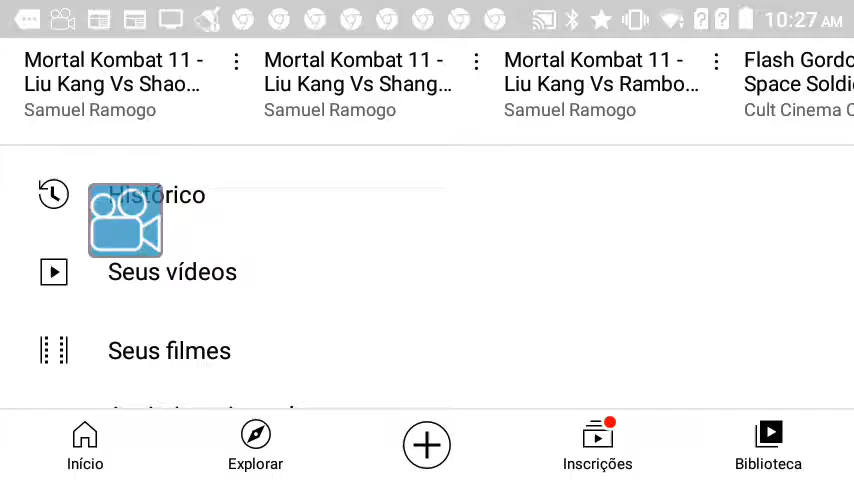 10:27 AM
Mortal Kombat 11 -
Liu Kang Vs Shao...
Samuel Ramogo
Mortal Kombat 11 -
Liu Kang Vs Shang...
Samuel Ramogo
Mortal Kombat 11 -
Liu Kang Vs Rambo...
Samuel Ramogo
Flash Gordo
Space Soldi
Cult Cinema C
Histórico
Seus vídeos
Seus filmes
Início
Explorar
Inscrições
Biblioteca